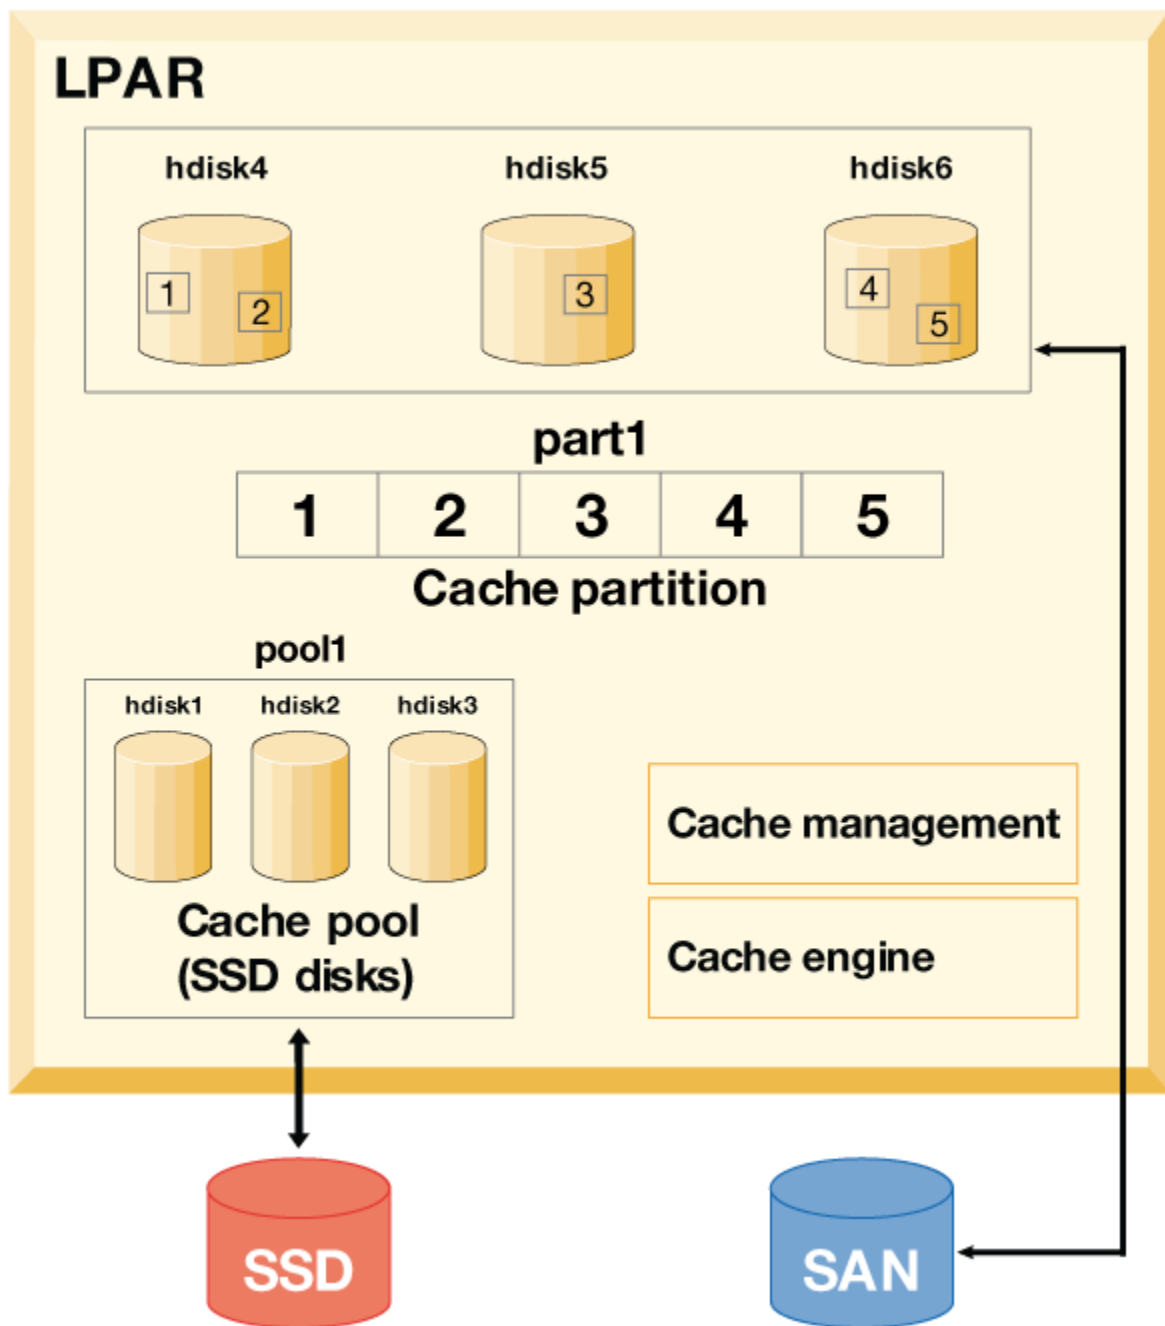 LPAR
hdisk4 hdisk5 hdisk6
1 2 3 4 5
part1
1 2 3 4 5
Cache partition
pool1
hdisk1 hdisk2 hdisk3
Cache pool
(SSD disks)
Cache management
Cache engine
SSD
SAN